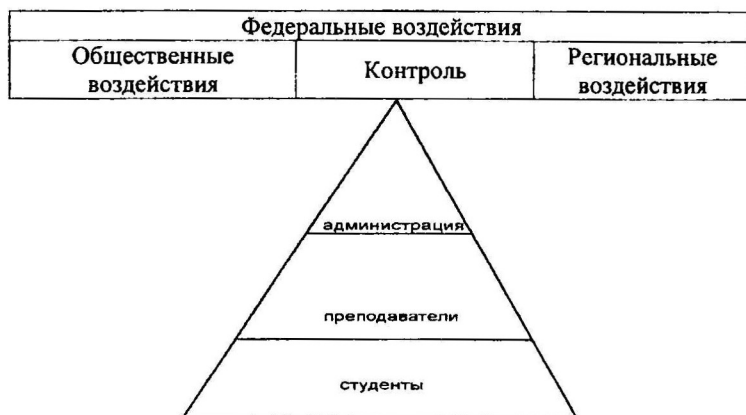 Федеральные воздействия
Общественные
воздействия
Контроль
Региональные
воздействия
администрация
преподаватели
студенты